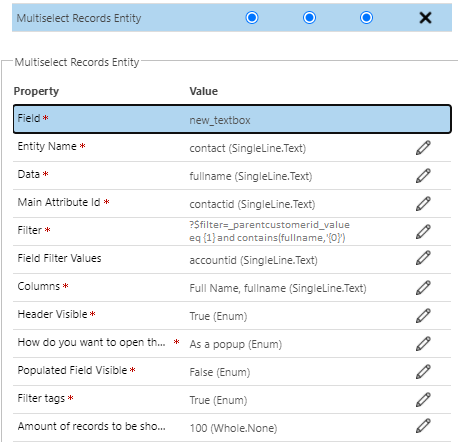 Multiselect Records Entity
Multiselect Records Entity
Property Value
Field * new_textbox
Entity Name * contact (SingleLine.Text)
Data * fullname (SingleLine.Text)
Main Attribute Id * contactid (SingleLine.Text)
Filter * ?$filter=_parentcustomerid_value
eq {1} and contains(fullname,'{0}')
Field Filter Values accountid (SingleLine.Text)
Columns * Full Name, fullname (SingleLine.Text)
Header Visible * True (Enum)
How do you want to open th... * As a popup (Enum)
Populated Field Visible * False (Enum)
Filter tags * True (Enum)
Amount of records to be sho... 100 (Whole.None)